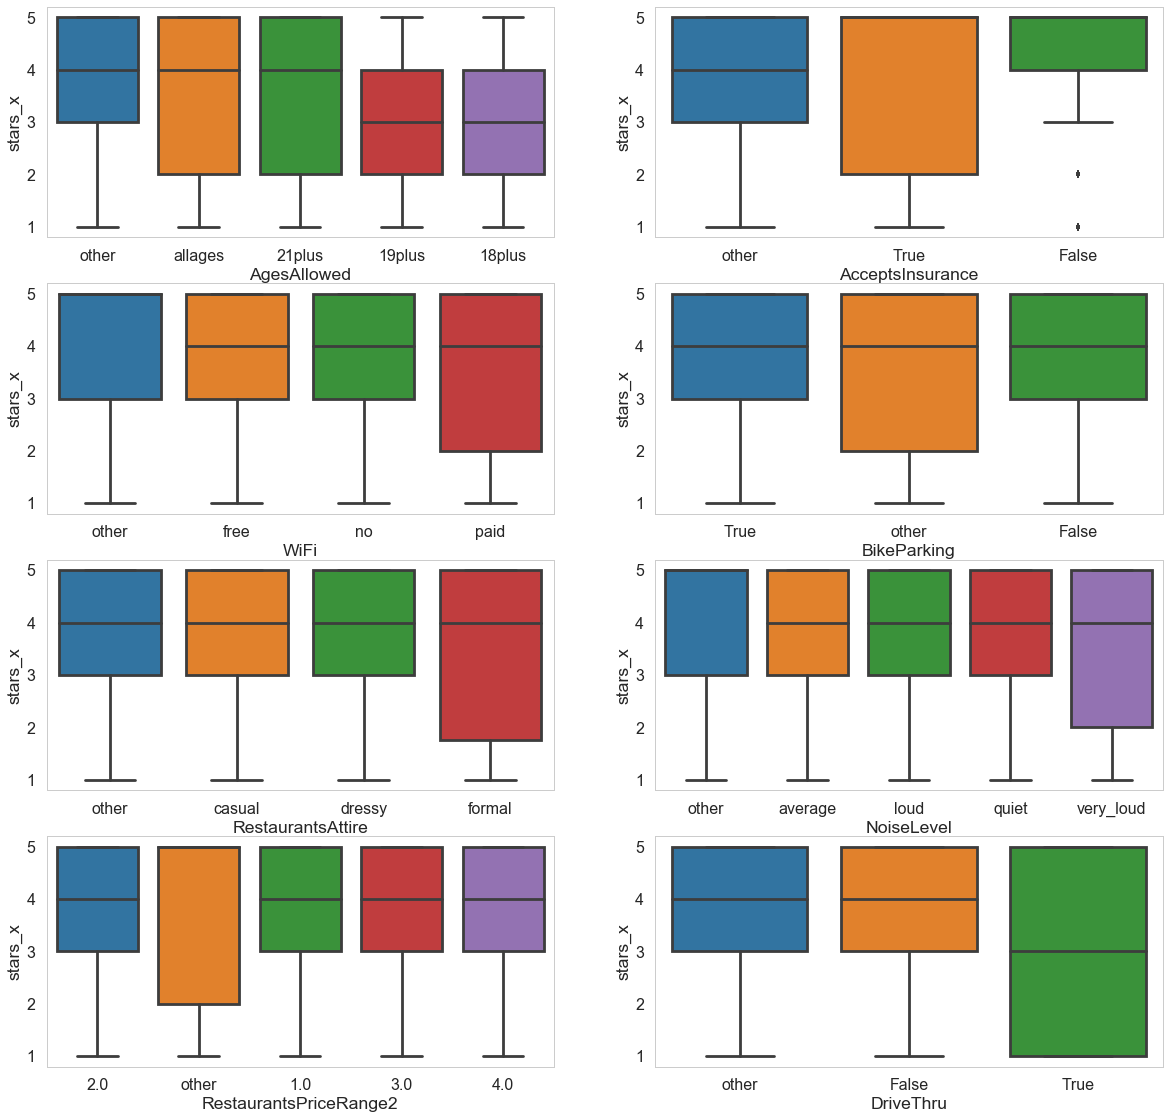 5
4
3
2
1
stars_x
other allages 21plus 19plus 18plus
AgesAllowed
5
4
3
2
1
stars_x
other True False
AcceptsInsurance
5
4
3
2
1
stars_x
other free no paid
WiFi
5
4
3
2
1
stars_x
True other False
BikeParking
5
4
3
2
1
stars_x
other casual dressy formal
RestaurantsAttire
5
4
3
2
1
stars_x
other average loud quiet very_loud
NoiseLevel
5
4
3
2
1
stars_x
2.0 other 1.0 3.0 4.0
RestaurantsPriceRange2
5
4
3
2
1
stars_x
other False True
DriveThru